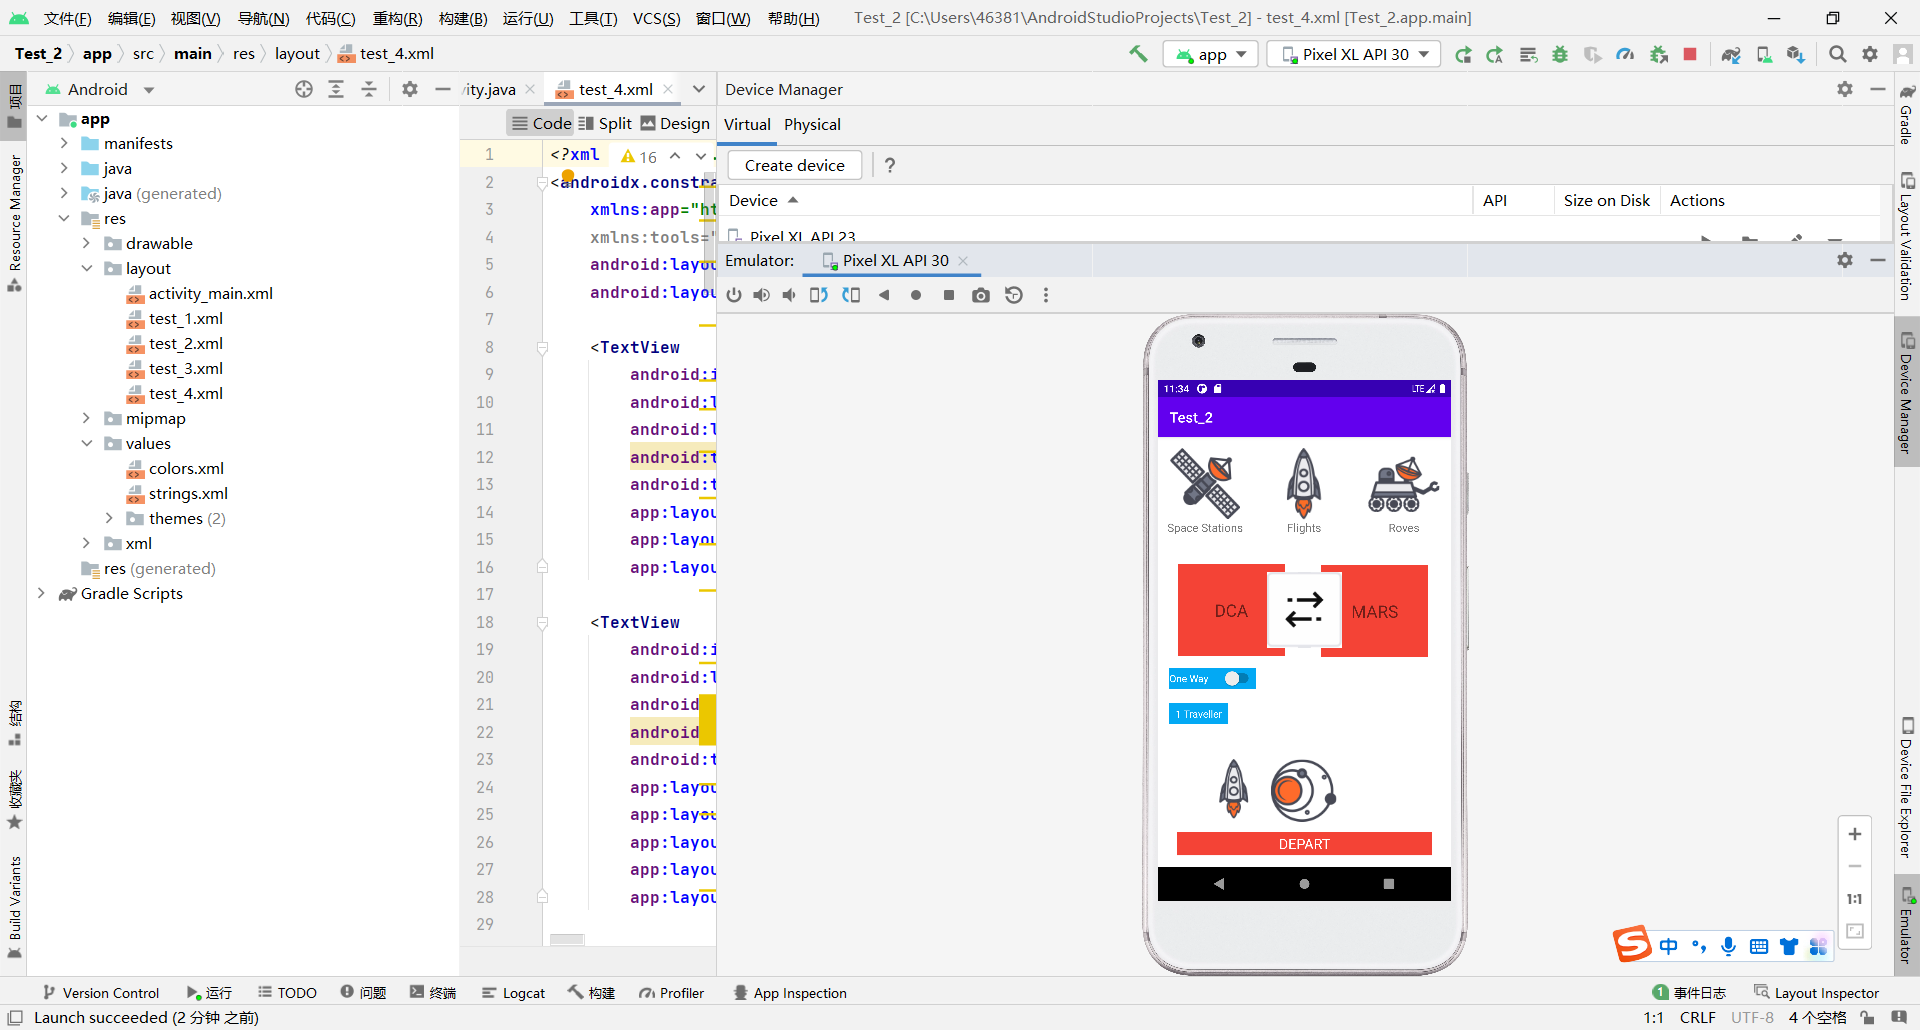 文件(F) 编辑(E) 视图(V) 导航(N) 代码(C) 重构(R) 构建(B) 运行(U) 工具(T) VCS(S) 窗口(W) 帮助(H) Test_2 [C:\Users\46381\AndroidStudioProjects\Test_2] - test_4.xml [Test_2.app.main]
Test_2 app src main res layout test_4.xml app Pixel XL API 30
项目
Resource Manager
结构
收藏夹
Build Variants
Android
app
manifests
java
java (generated)
res
drawable
layout
activity_main.xml
test_1.xml
test_2.xml
test_3.xml
test_4.xml
mipmap
values
colors.xml
strings.xml
themes (2)
xml
res (generated)
Gradle Scripts
ity.java test_4.xml
Code Split Design
1 <?xml 16
2 <androidx.constra
3 xmlns:app="ht
4 xmlns:tools="
5 android:layou
6 android:layou
7
8 <TextView
9 android:i
10 android:l
11 android:l
12 android:t
13 android:t
14 app:layou
15 app:layou
16 app:layou
17
18 <TextView
19 android:i
20 android:l
21 android
22 android
23 android:t
24 app:layou
25 app:layou
26 app:layou
27 app:layou
28 app:layou
29
Device Manager
Virtual Physical
Create device ?
Device API Size on Disk Actions
Pixel XL API 23
Emulator: Pixel XL API 30
11:34 LTE
Test_2
Space Stations Flights Roves
DCA MARS
One Way
1 Traveller
DEPART
1:1
中
Gradle
Layout Validation
Device Manager
Device File Explorer
Emulator
Version Control 运行 TODO 问题 终端 Logcat 构建 Profiler App Inspection 1 事件日志 Layout Inspector
Launch succeeded (2 分钟 之前) 1:1 CRLF UTF-8 4 个空格